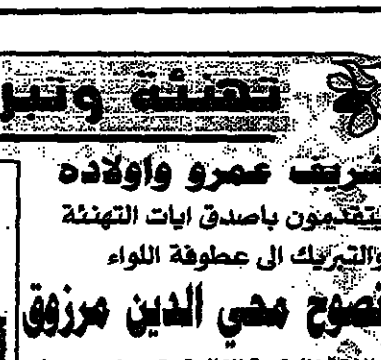 تهنئة وتبر
شريف عمرو واولاده
يتقدمون باصدق ايات التهنئة
والتبريك الى عطوفة اللواء
نصوح محي الدين مرزوق